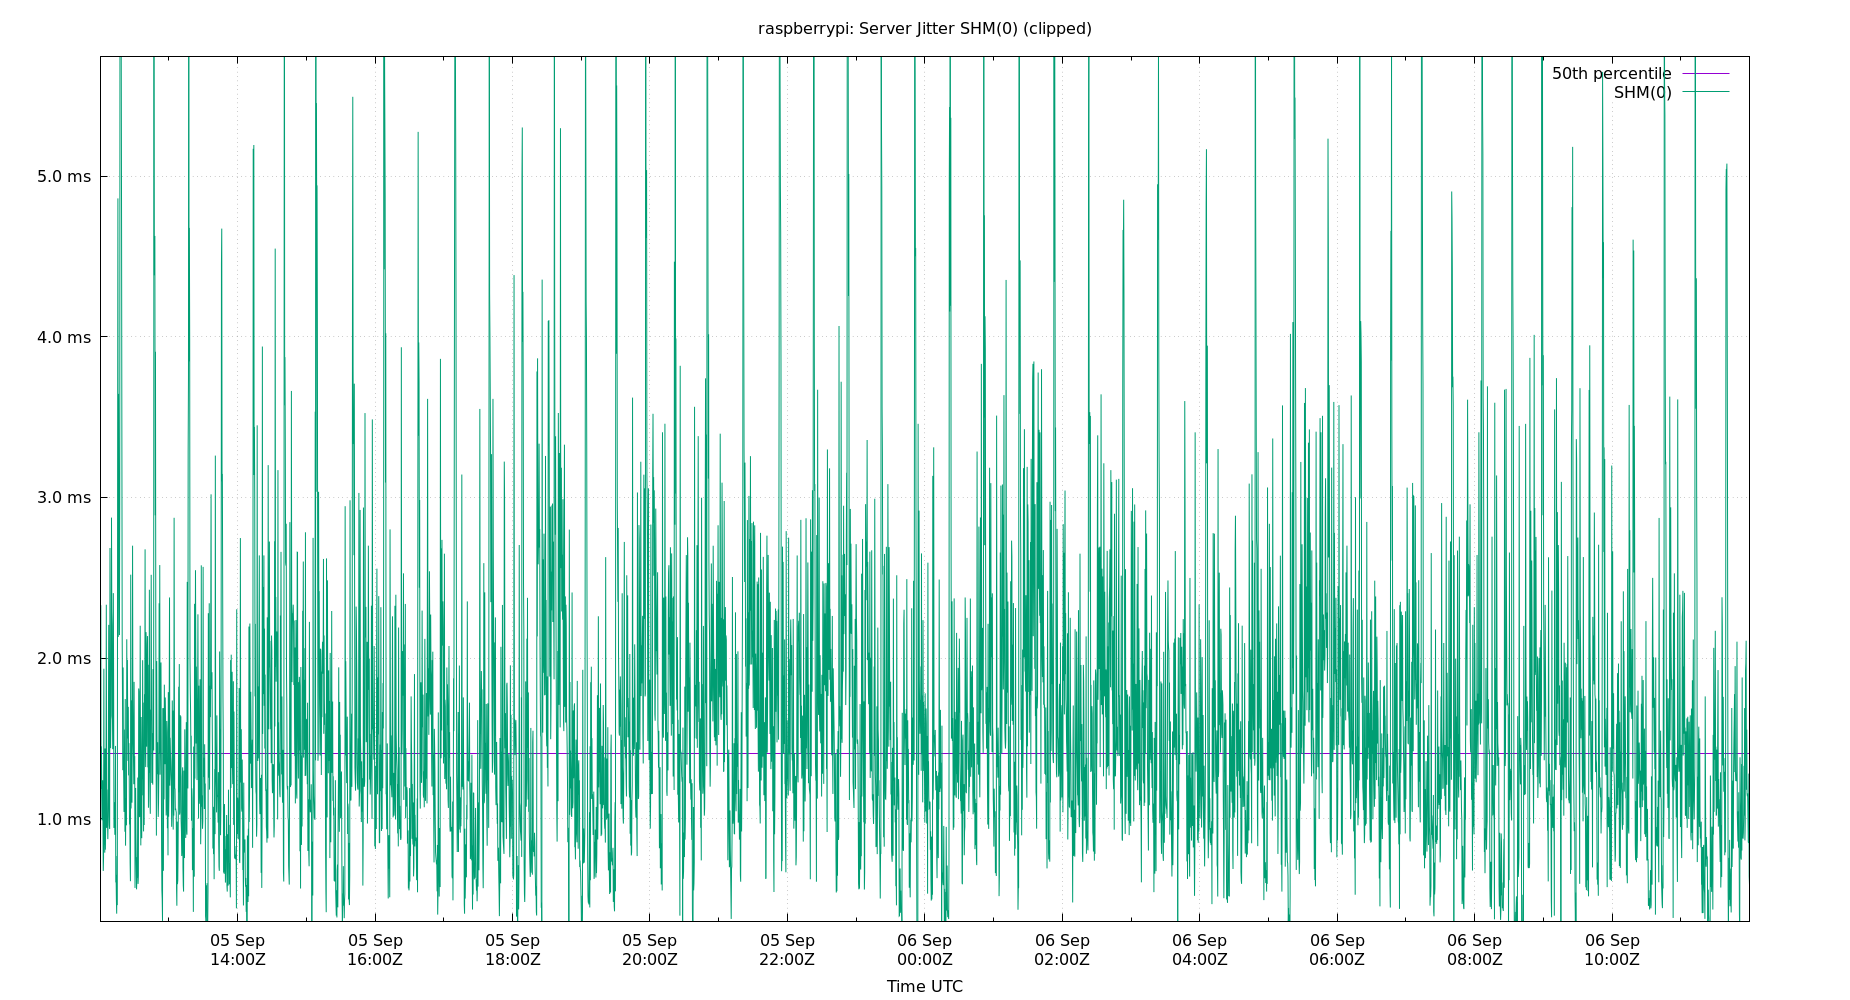 raspberrypi: Server Jitter SHM(0) (clipped)
50th percentile
SHM(0)
5.0 ms
4.0 ms
3.0 ms
2.0 ms
1.0 ms
05 Sep 05 Sep 05 Sep 05 Sep 05 Sep 06 Sep 06 Sep 06 Sep 06 Sep 06 Sep 06 Sep
14:00Z 16:00Z 18:00Z 20:00Z 22:00Z 00:00Z 02:00Z 04:00Z 06:00Z 08:00Z 10:00Z
Time UTC